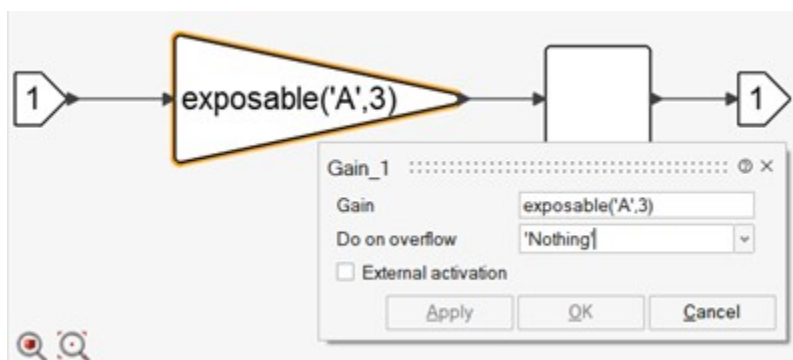 1
exposable('A',3)
1
Gain_1
Gain
exposable('A',3)
Do on overflow
'Nothing'
External activation
Apply
OK
Cancel